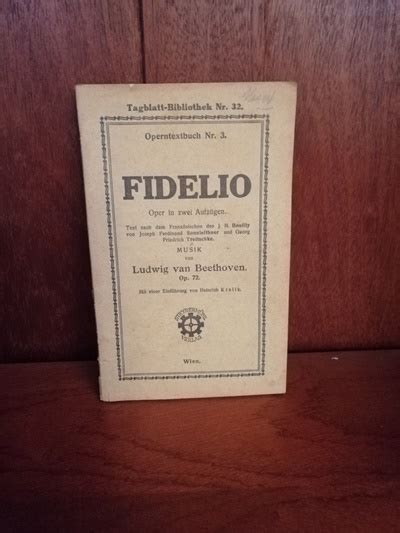 Tagblatt-Bibliothek Nr. 32.
Operntextbuch Nr. 3.
FIDELIO
Oper in zwei Aufzügen.
Text nach dem Französischen des J. N. Bouilly
von Joseph Ferdinand Sonnleithner und Georg
Friedrich Treitschke.
MUSIK
von
Ludwig van Beethoven.
Op. 72.
Mit einer Einführung von Heinrich Kralik.
VERLAG
Wien.